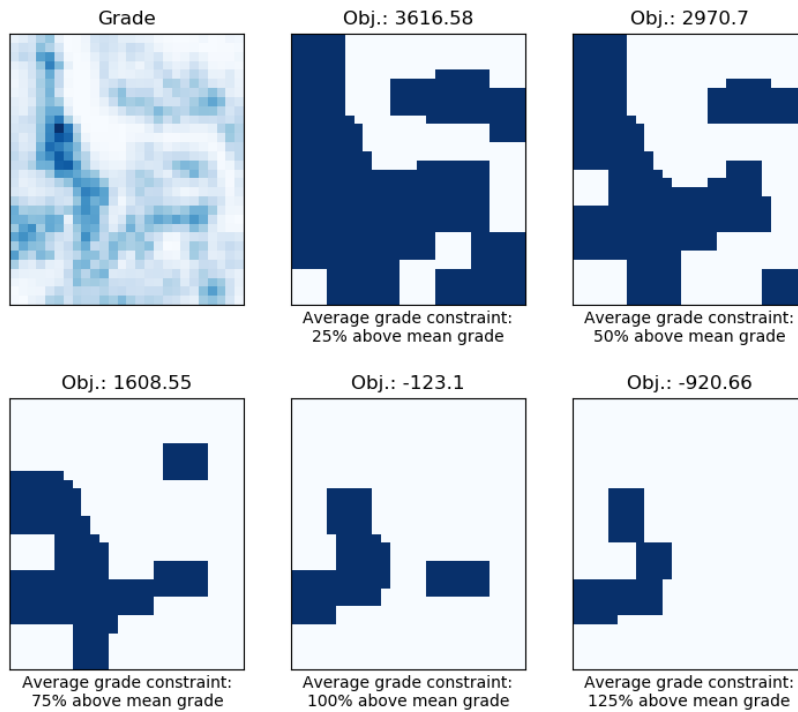 Grade
Obj.: 3616.58
Obj.: 2970.7
Average grade constraint:
25% above mean grade
Average grade constraint:
50% above mean grade
Obj.: 1608.55
Obj.: -123.1
Obj.: -920.66
Average grade constraint:
75% above mean grade
Average grade constraint:
100% above mean grade
Average grade constraint:
125% above mean grade